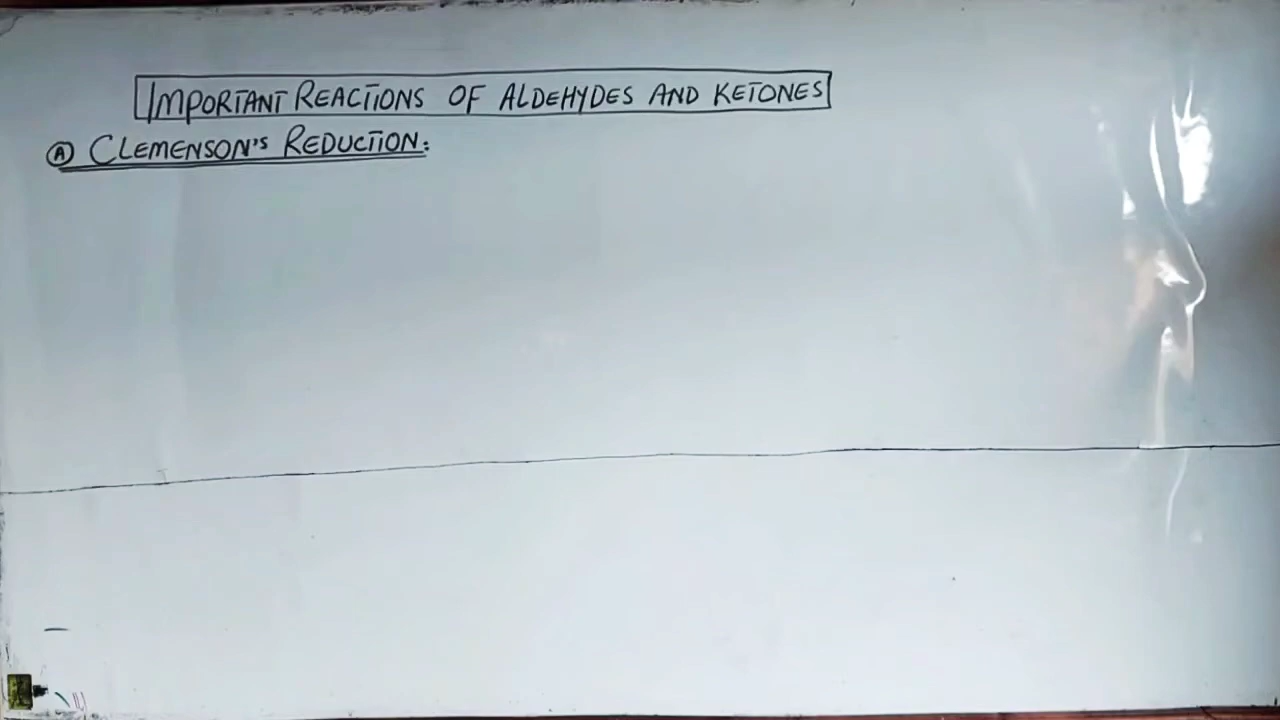 IMPORTANT REACTIONS OF ALDEHYDES AND KETONES
Ⓐ CLEMENSON'S REDUCTION: